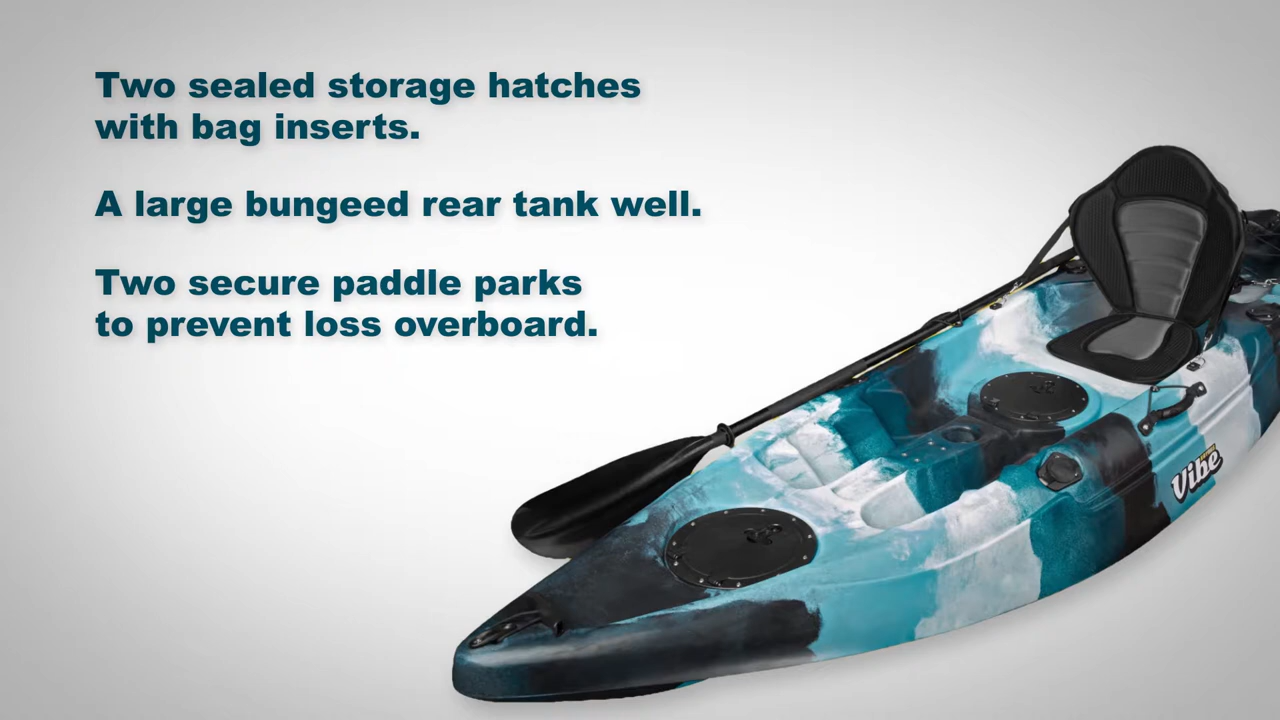 Two sealed storage hatches
with bag inserts.
A large bungeed rear tank well.
Two secure paddle parks
to prevent loss overboard.
Vibe